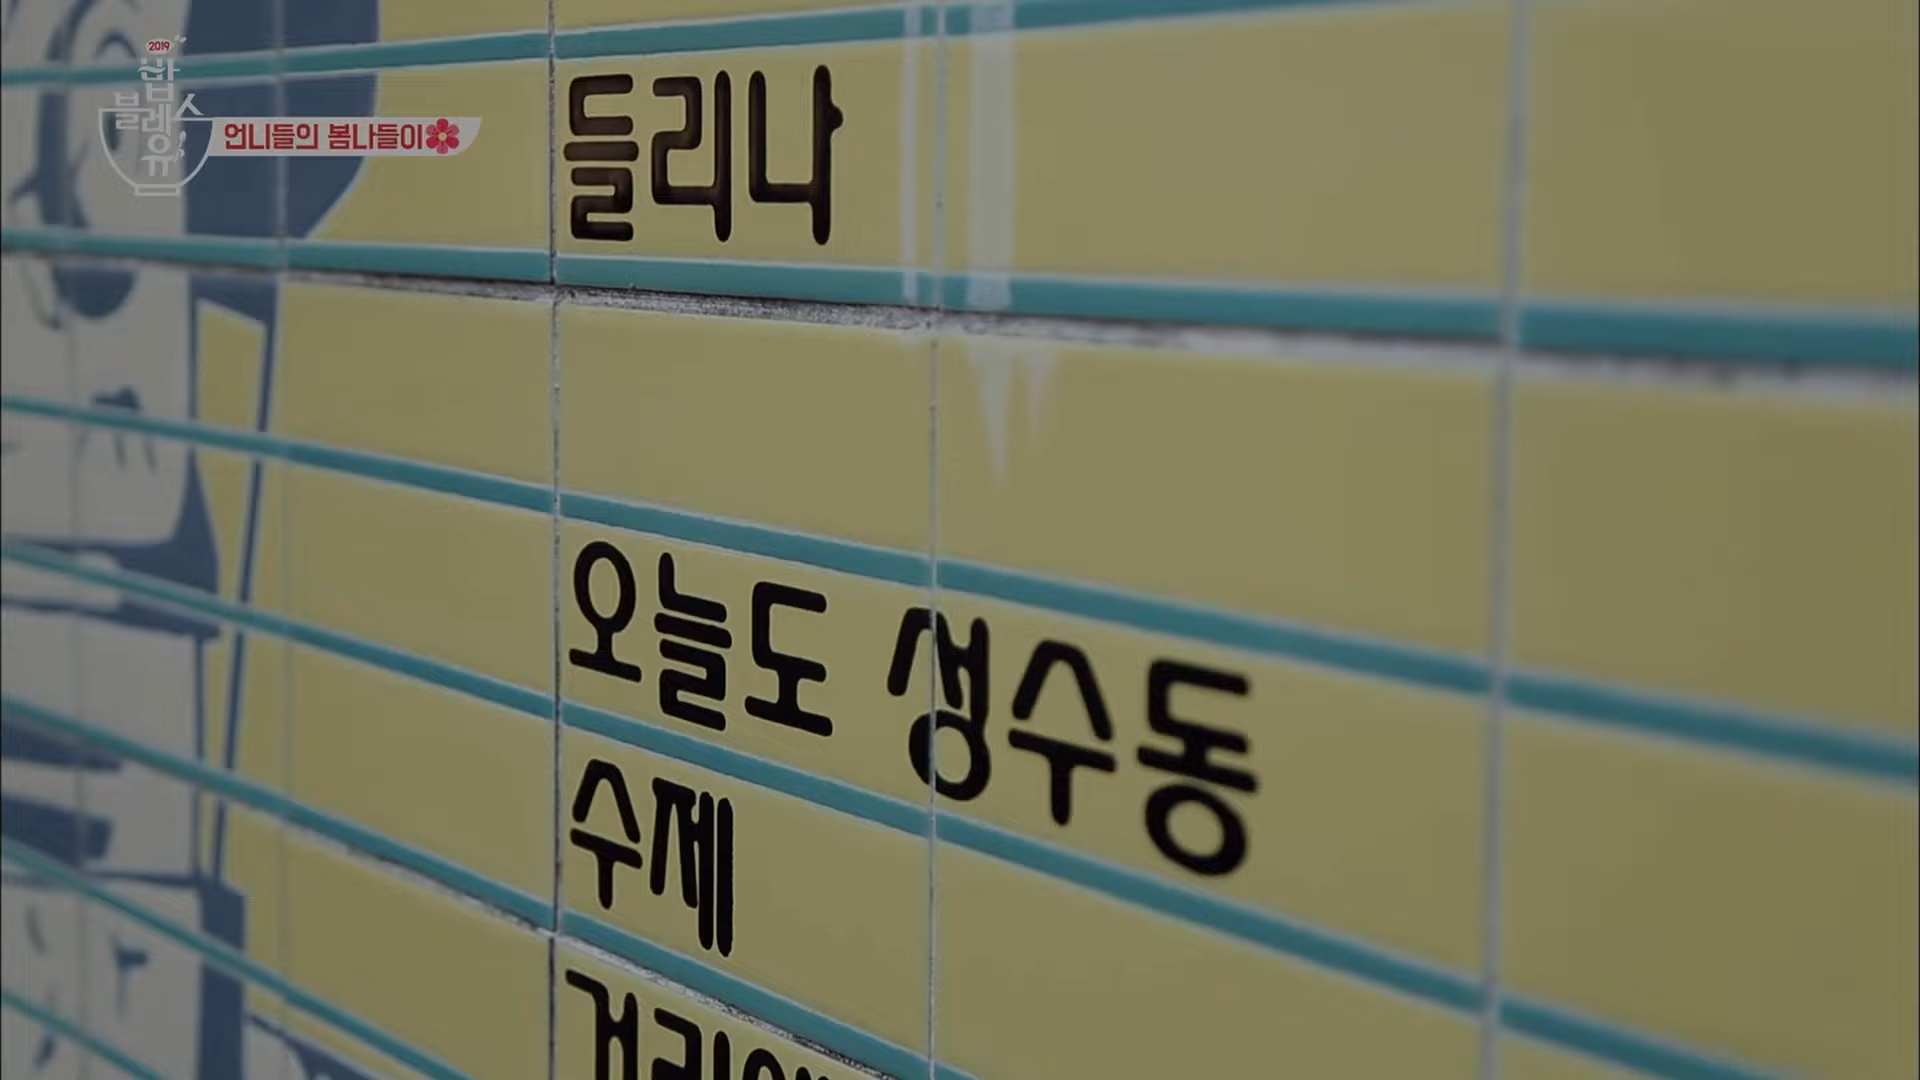 2019
밥
블레스
유
언니들의 봄나들이
들리나
오늘도 성수동
수제